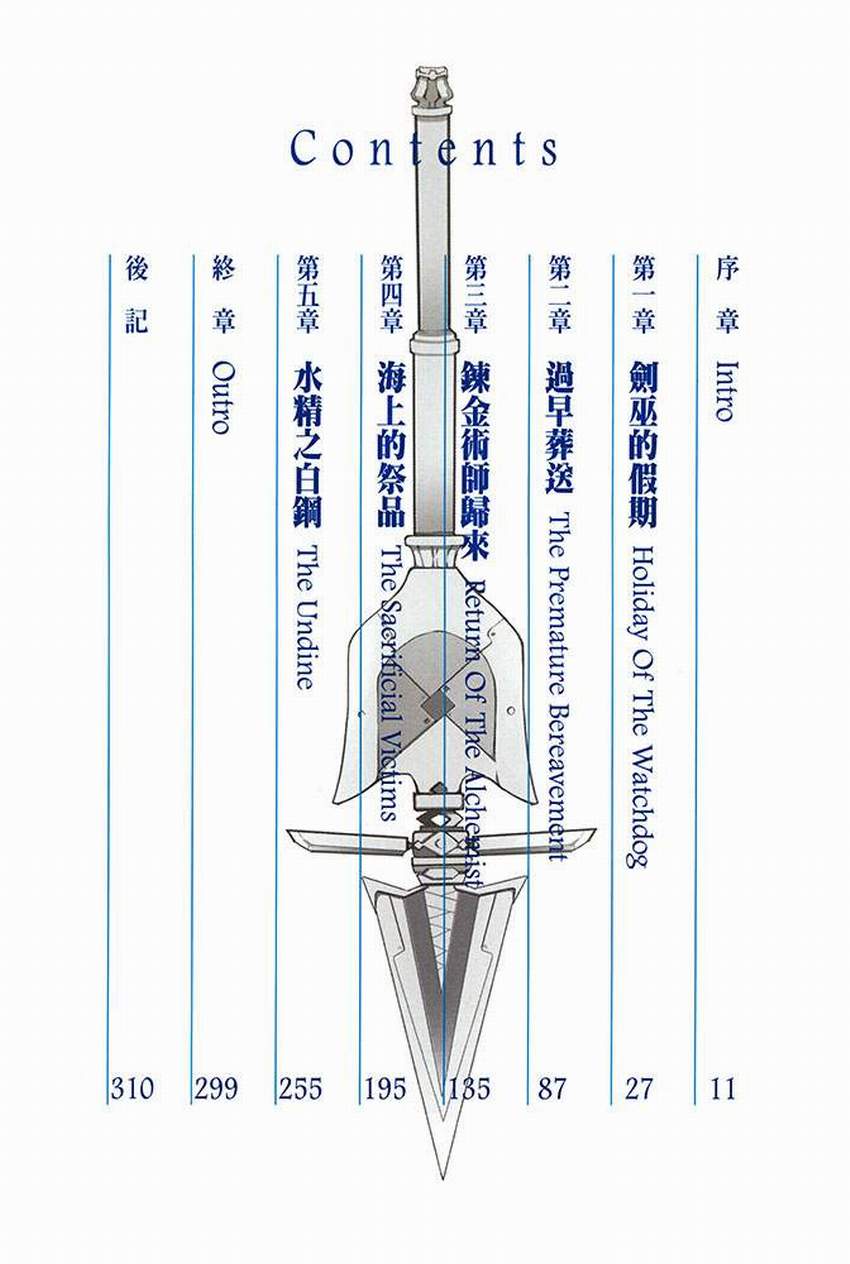 Contents
序章 Intro 11
第一章 劍巫的假期 Holiday Of The Watchdog 27
第二章 過早葬送 The Premature Bereavement 87
第三章 鍊金術師歸來 Return Of The Alchemist 135
第四章 海上的祭品 The Sacrificial Victims 195
第五章 水精之白鋼 The Undine 255
終章 Outro 299
後記 310